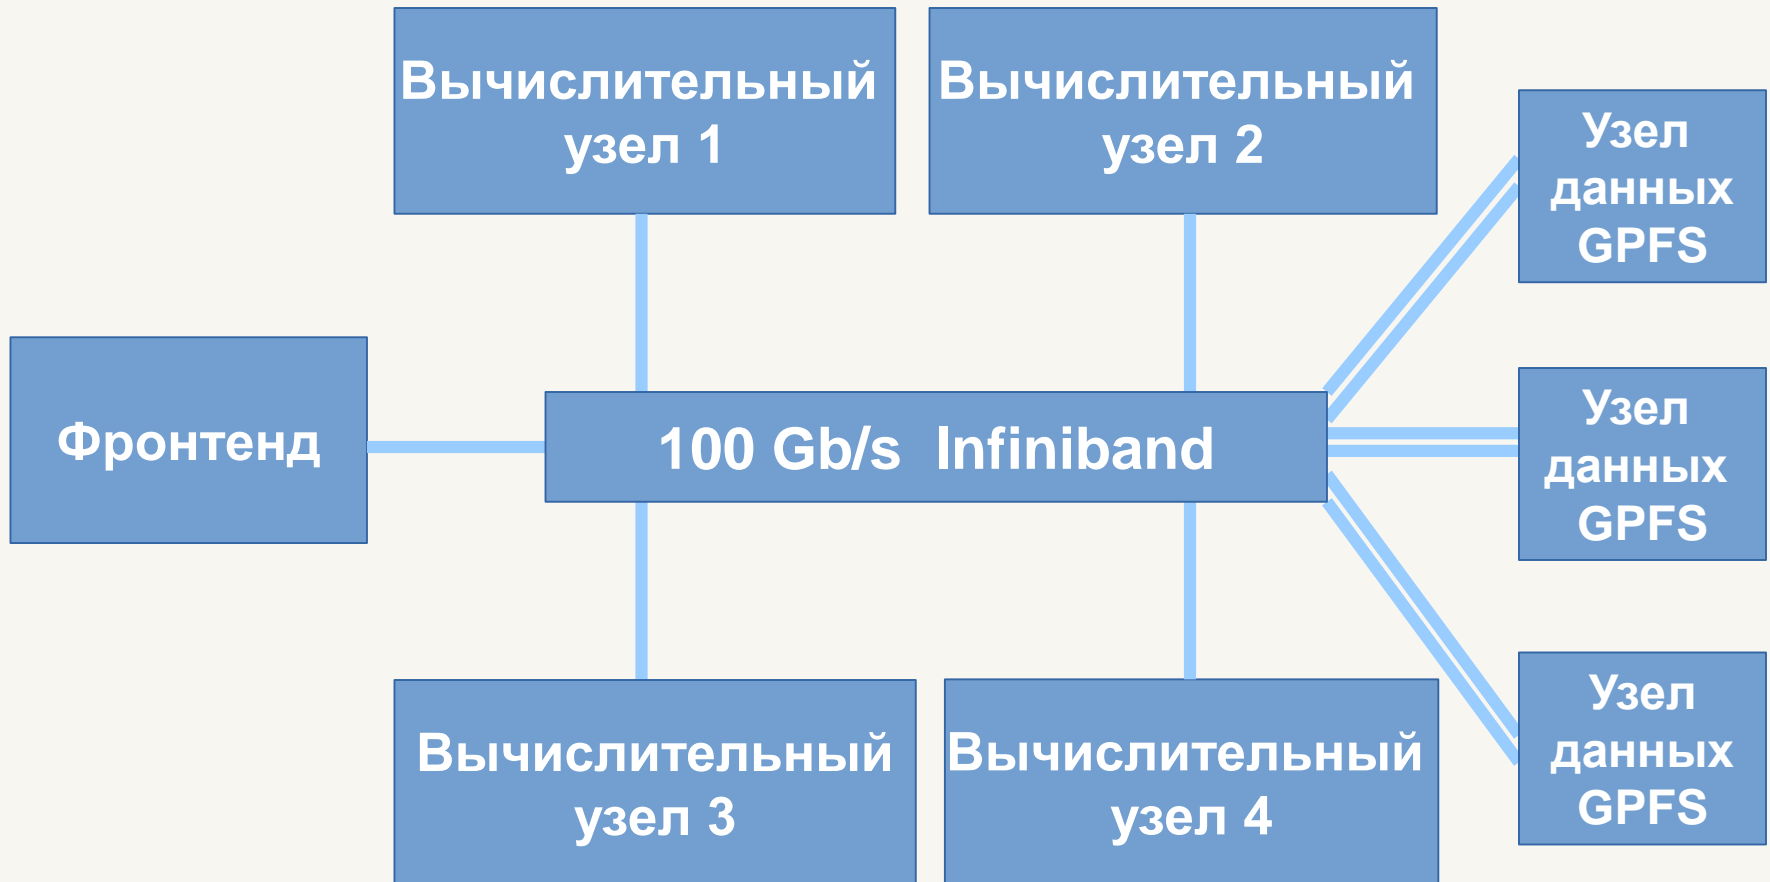 Вычислительный
узел 1
Вычислительный
узел 2
Узел
данных
GPFS
Фронтенд
100 Gb/s Infiniband
Узел
данных
GPFS
Вычислительный
узел 3
Вычислительный
узел 4
Узел
данных
GPFS